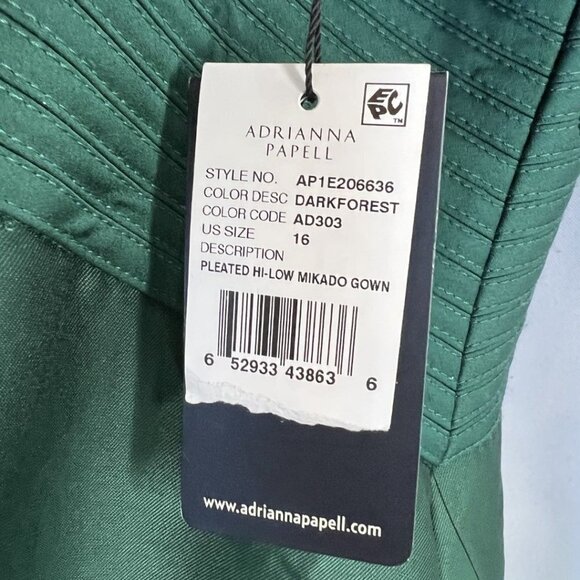 EPC™
ADRIANNA
PAPELL
STYLE NO. AP1E206636
COLOR DESC DARKFOREST
COLOR CODE AD303
US SIZE 16
DESCRIPTION
PLEATED HI-LOW MIKADO GOWN
6 52933 43863 6
www.adriannapapell.com